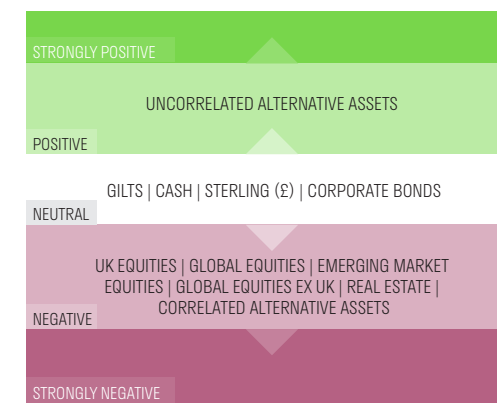 STRONGLY POSITIVE
UNCORRELATED ALTERNATIVE ASSETS
POSITIVE
GILTS | CASH | STERLING (£) | CORPORATE BONDS
NEUTRAL
UK EQUITIES | GLOBAL EQUITIES | EMERGING MARKET
EQUITIES | GLOBAL EQUITIES EX UK | REAL ESTATE |
CORRELATED ALTERNATIVE ASSETS
NEGATIVE
STRONGLY NEGATIVE